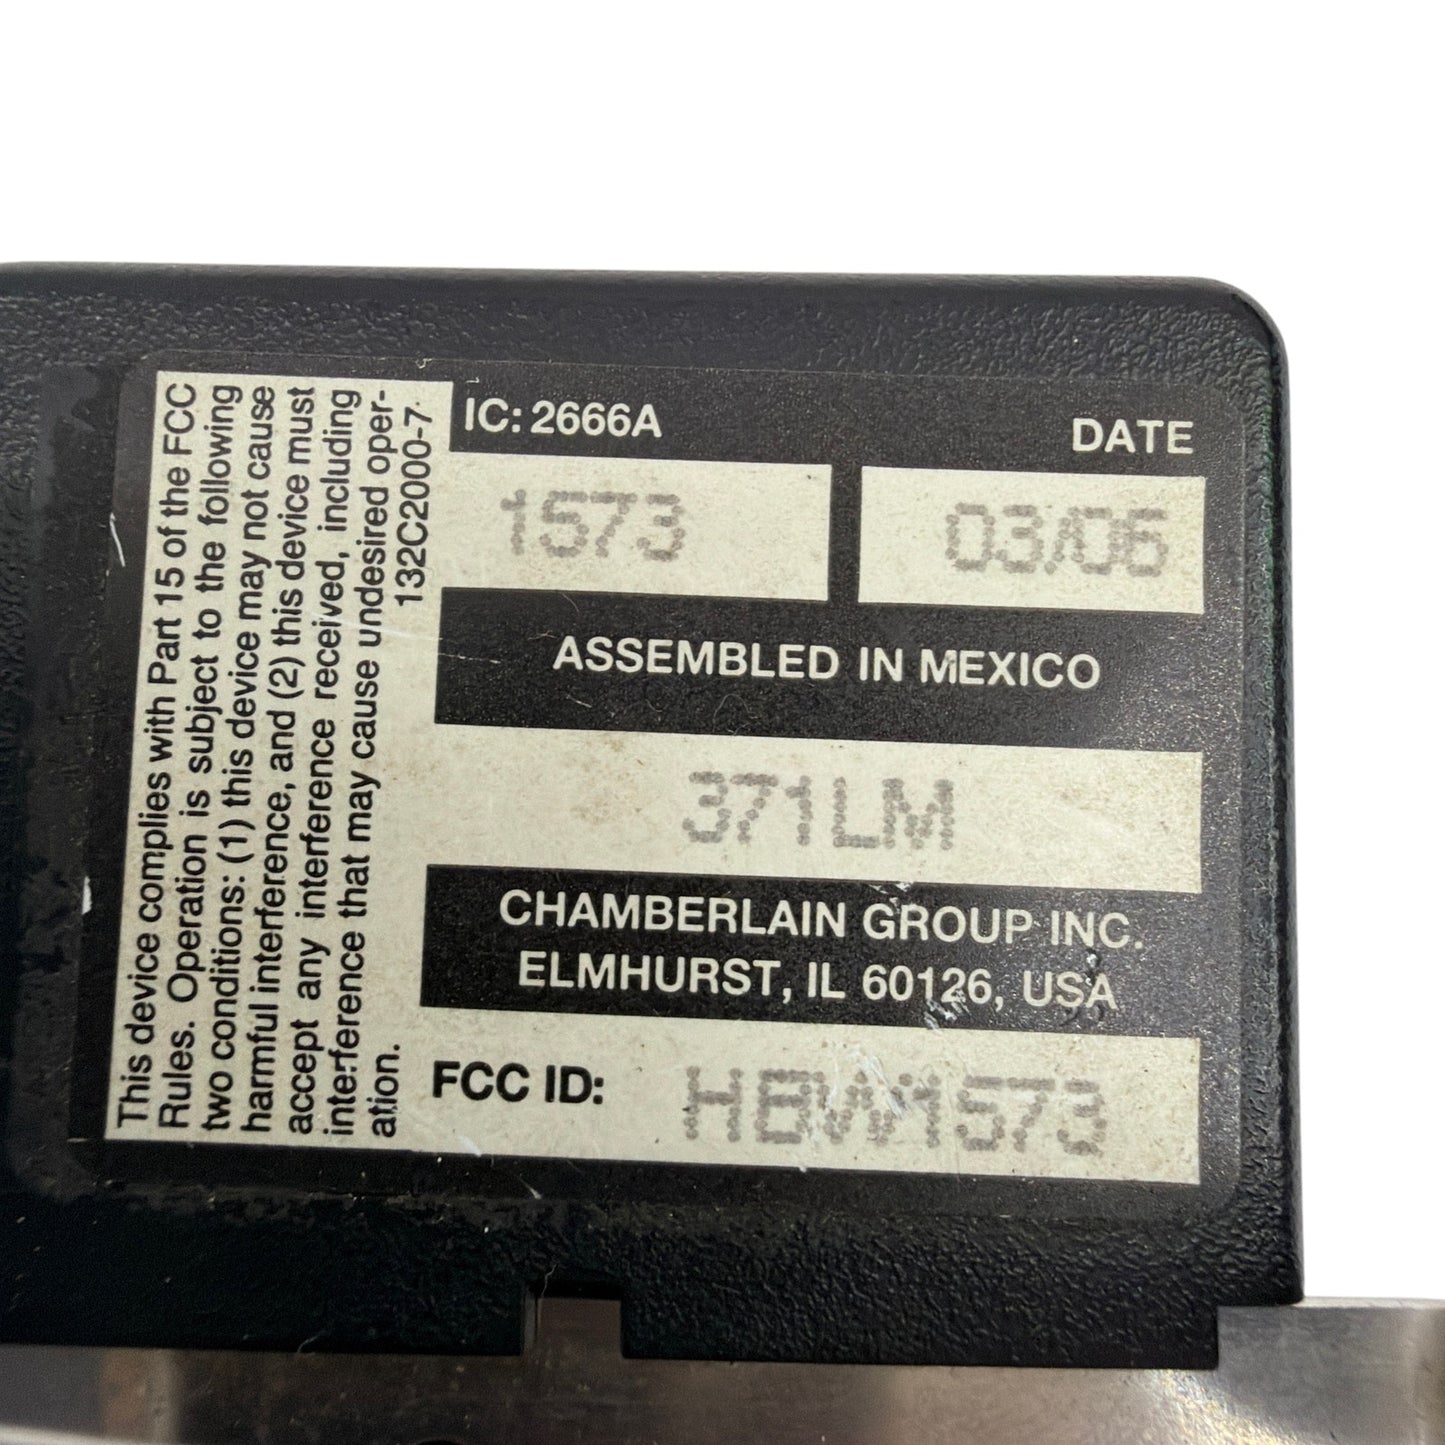 This device complies with Part 15 of the FCC
Rules. Operation is subject to the following
two conditions: (1) this device may not cause
harmful interference, and (2) this device must
accept any interference received, including
interference that may cause undesired oper-
ation.
132C2000-7
IC: 2666A
DATE
1573
03/06
ASSEMBLED IN MEXICO
371LM
CHAMBERLAIN GROUP INC.
ELMHURST, IL 60126, USA
FCC ID: HBW1573